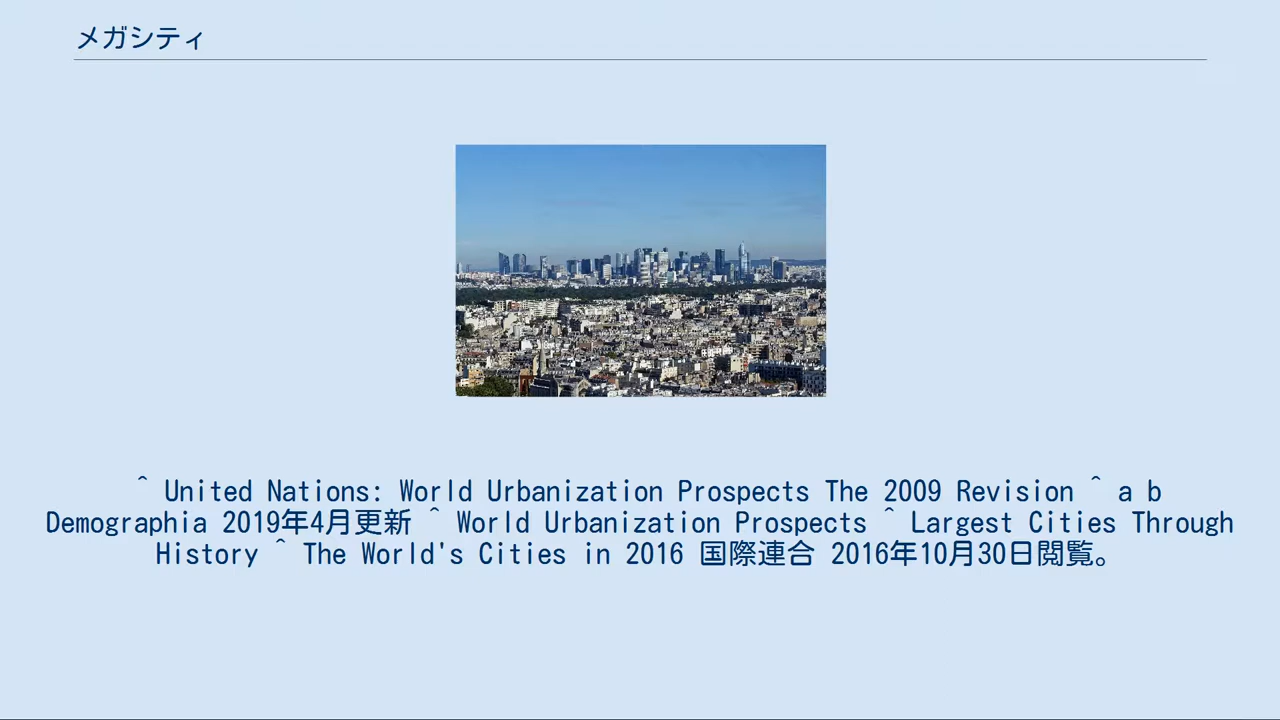 メガシティ
^ United Nations: World Urbanization Prospects The 2009 Revision ^ a b
Demographia 2019年4月更新 ^ World Urbanization Prospects ^ Largest Cities Through
History ^ The World's Cities in 2016 国際連合 2016年10月30日閲覧。